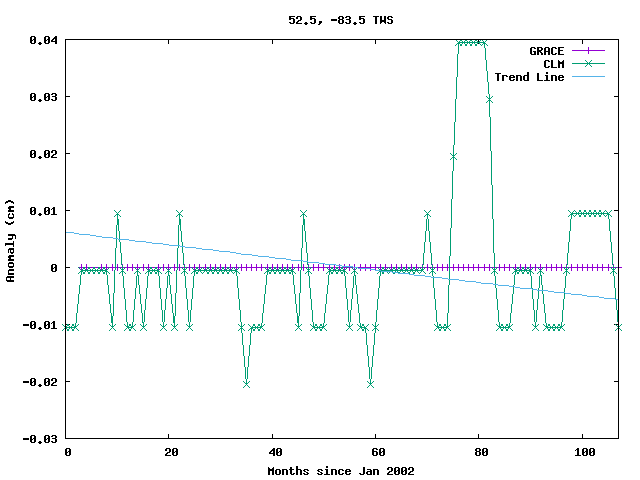 52.5, -83.5 TWS
GRACE
CLM
Trend Line
0.04
0.03
0.02
0.01
0
-0.01
-0.02
-0.03
Anomaly (cm)
0 20 40 60 80 100
Months since Jan 2002